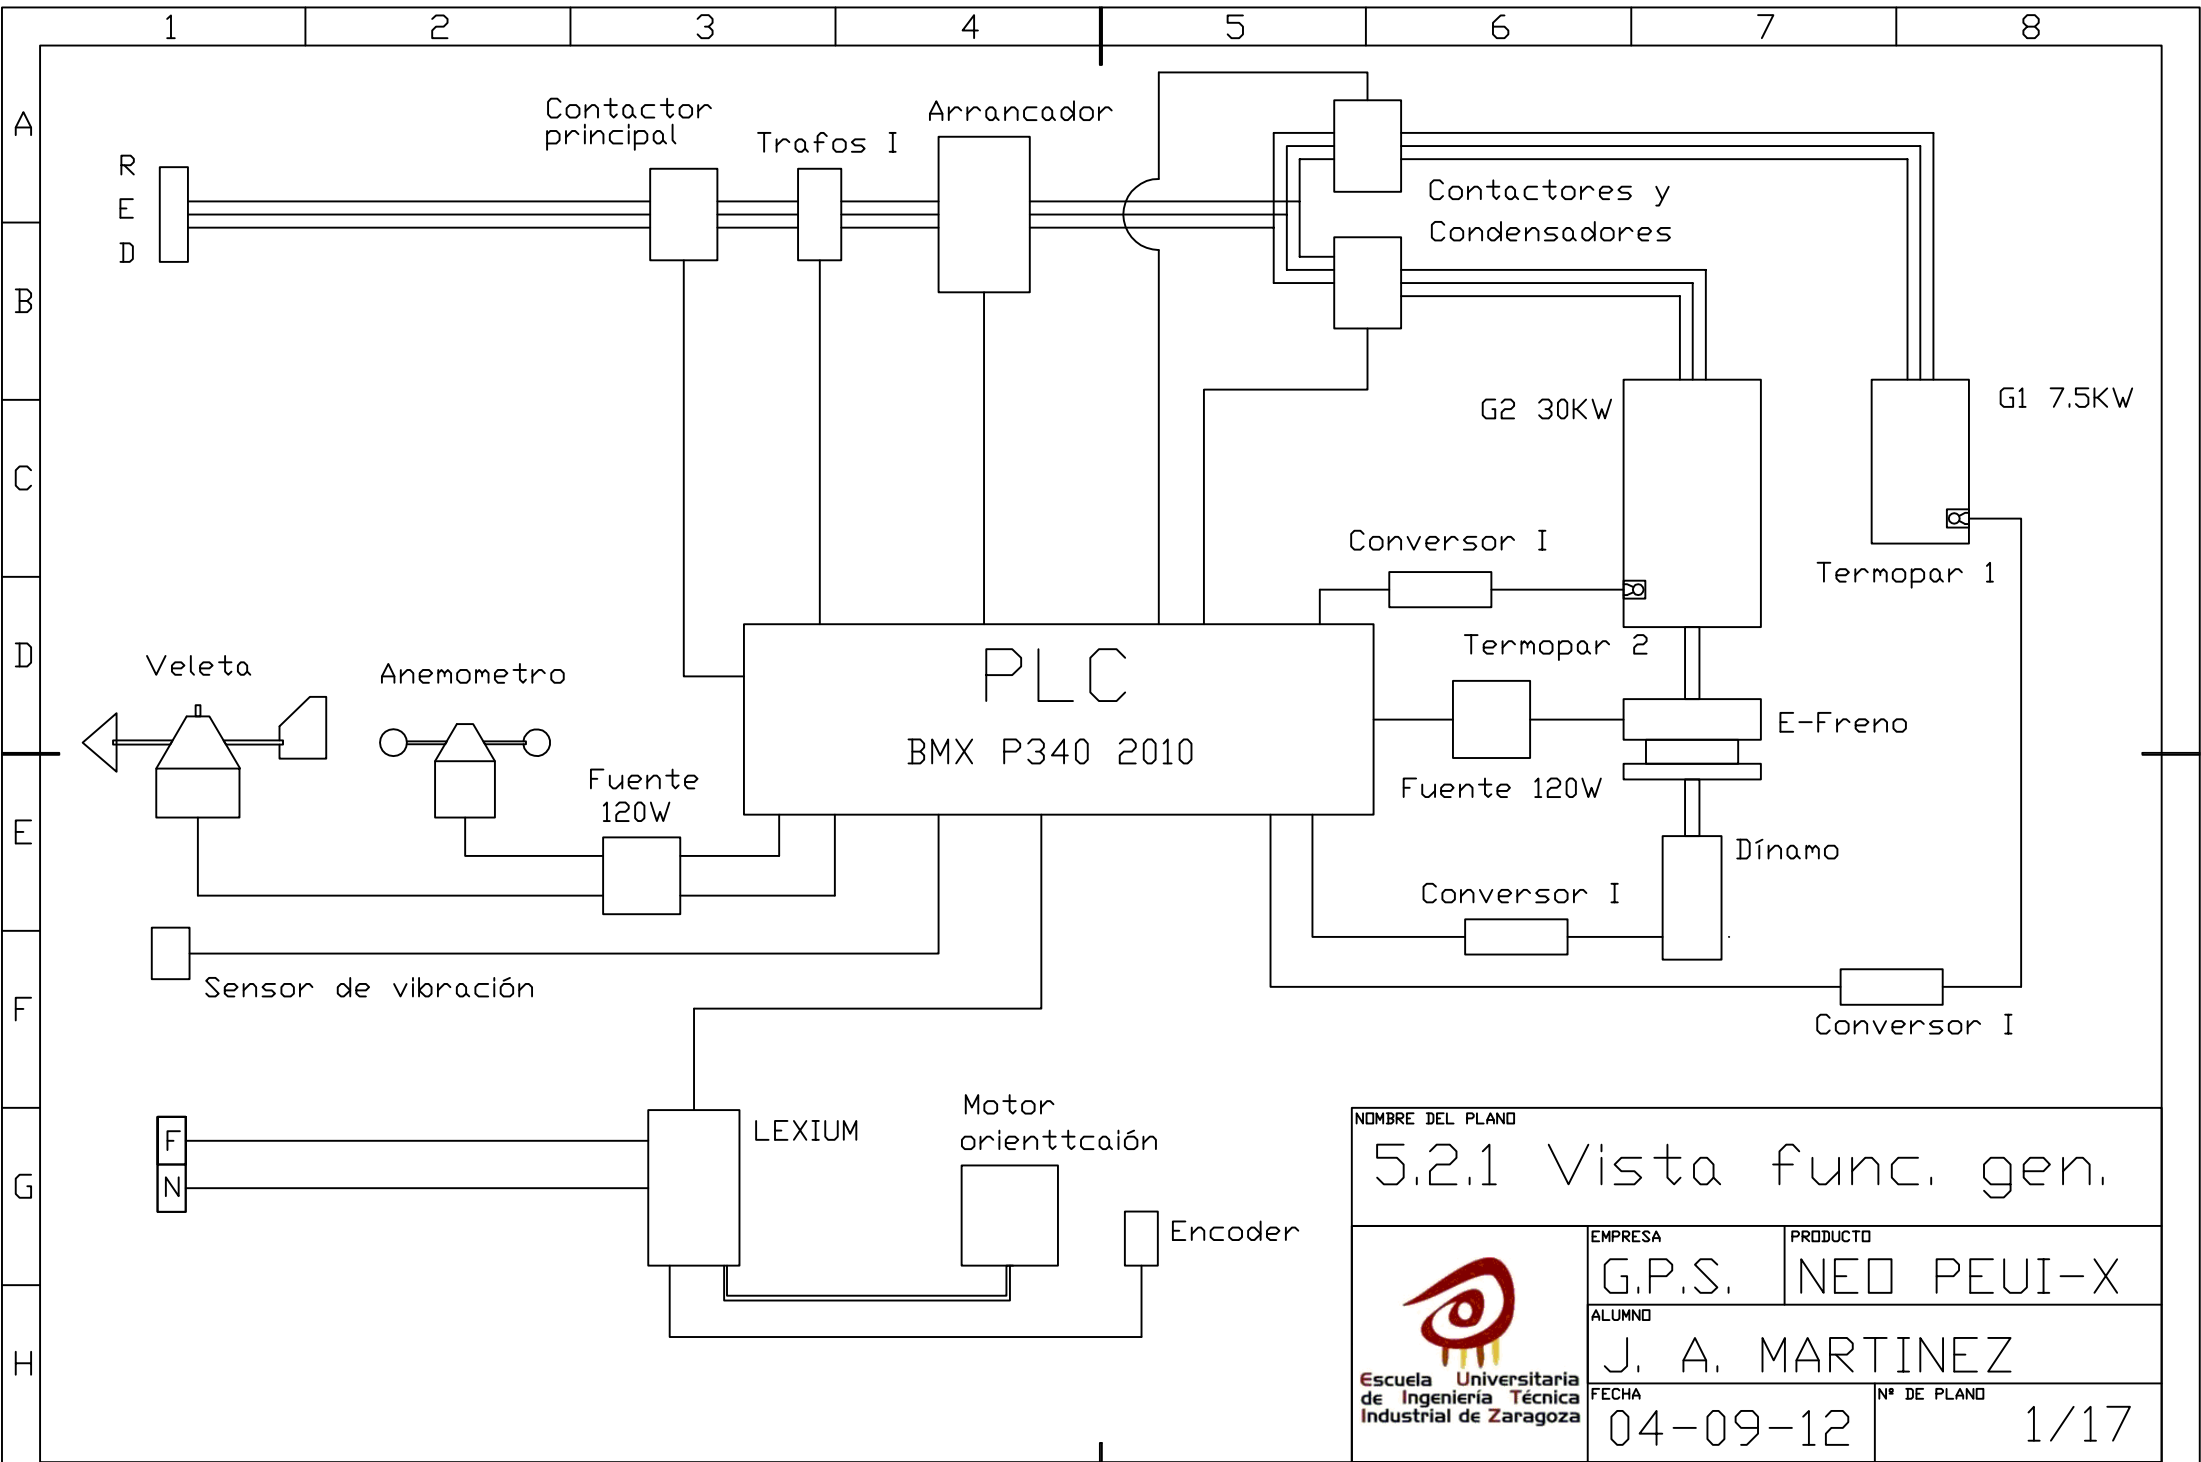 1 2 3 4 5 6 7 8
A
B
C
D
E
F
G
H
R
E
D
Contactor
principal
Trafos I
Arrancador
Contactores y
Condensadores
G2 30KW
G1 7.5KW
Conversor I
Termopar 1
Termopar 2
Veleta
Anemometro
PLC
BMX P340 2010
E-Freno
Fuente
120W
Fuente 120W
Dínamo
Conversor I
Sensor de vibración
Conversor I
F
N
LEXIUM
Motor
orienttcaión
Encoder
NOMBRE DEL PLANO
5.2.1 Vista func. gen.
EMPRESA
G.P.S.
PRODUCTO
NEO PEUI-X
ALUMNO
J. A. MARTINEZ
Escuela Universitaria
de Ingeniería Técnica
Industrial de Zaragoza
FECHA
04-09-12
Nº DE PLANO
1/17